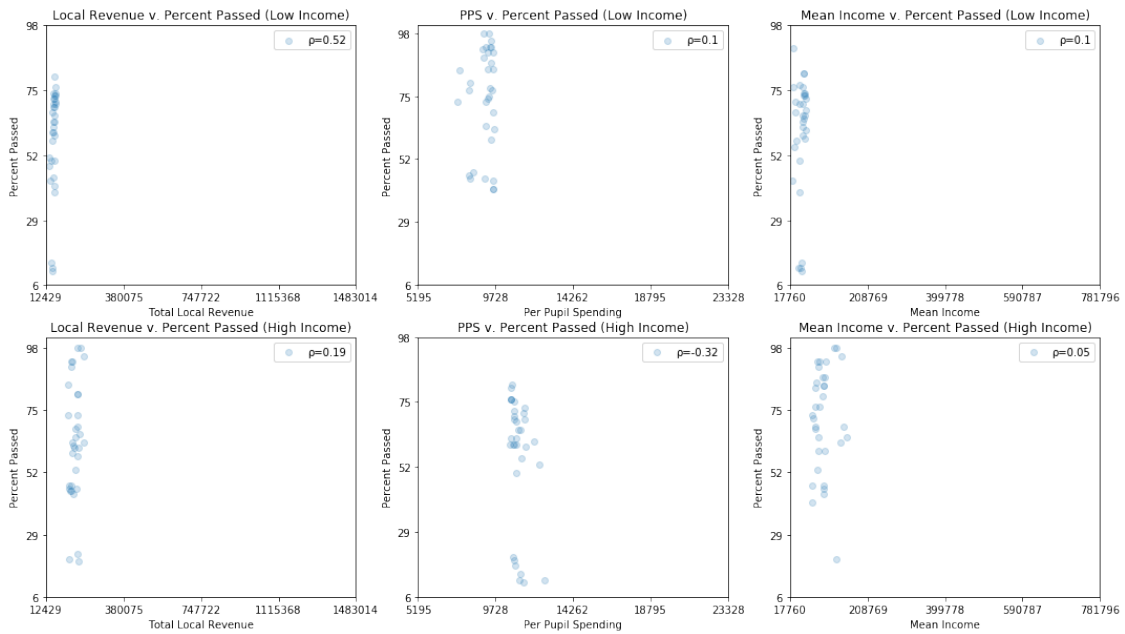 Local Revenue v. Percent Passed (Low Income)
98
75
52
29
6
Percent Passed
ρ=0.52
12429 380075 747722 1115368 1483014
Total Local Revenue
PPS v. Percent Passed (Low Income)
98
75
52
29
6
Percent Passed
ρ=0.1
5195 9728 14262 18795 23328
Per Pupil Spending
Mean Income v. Percent Passed (Low Income)
98
75
52
29
6
Percent Passed
ρ=0.1
17760 208769 399778 590787 781796
Mean Income
Local Revenue v. Percent Passed (High Income)
98
75
52
29
6
Percent Passed
ρ=0.19
12429 380075 747722 1115368 1483014
Total Local Revenue
PPS v. Percent Passed (High Income)
98
75
52
29
6
Percent Passed
ρ=-0.32
5195 9728 14262 18795 23328
Per Pupil Spending
Mean Income v. Percent Passed (High Income)
98
75
52
29
6
Percent Passed
ρ=0.05
17760 208769 399778 590787 781796
Mean Income